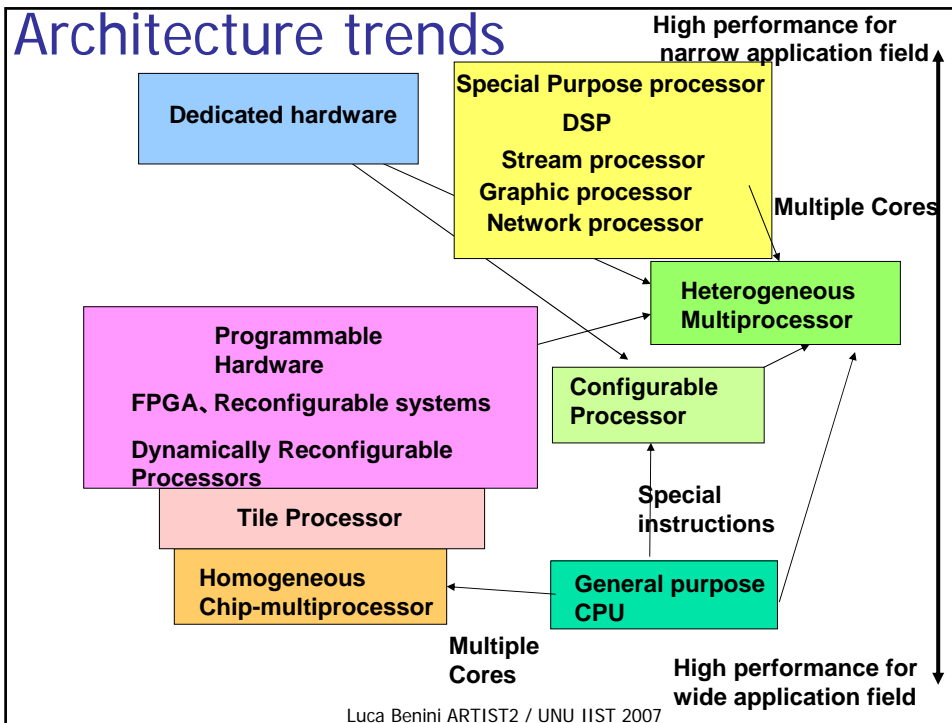 Architecture trends
High performance for
narrow application field
Dedicated hardware
Special Purpose processor
DSP
Stream processor
Graphic processor
Network processor
Multiple Cores
Heterogeneous
Multiprocessor
Programmable
Hardware
FPGA、Reconfigurable systems
Dynamically Reconfigurable
Processors
Configurable
Processor
Tile Processor
Special
instructions
Homogeneous
Chip-multiprocessor
General purpose
CPU
Multiple
Cores
High performance for
wide application field
Luca Benini ARTIST2 / UNU IIST 2007